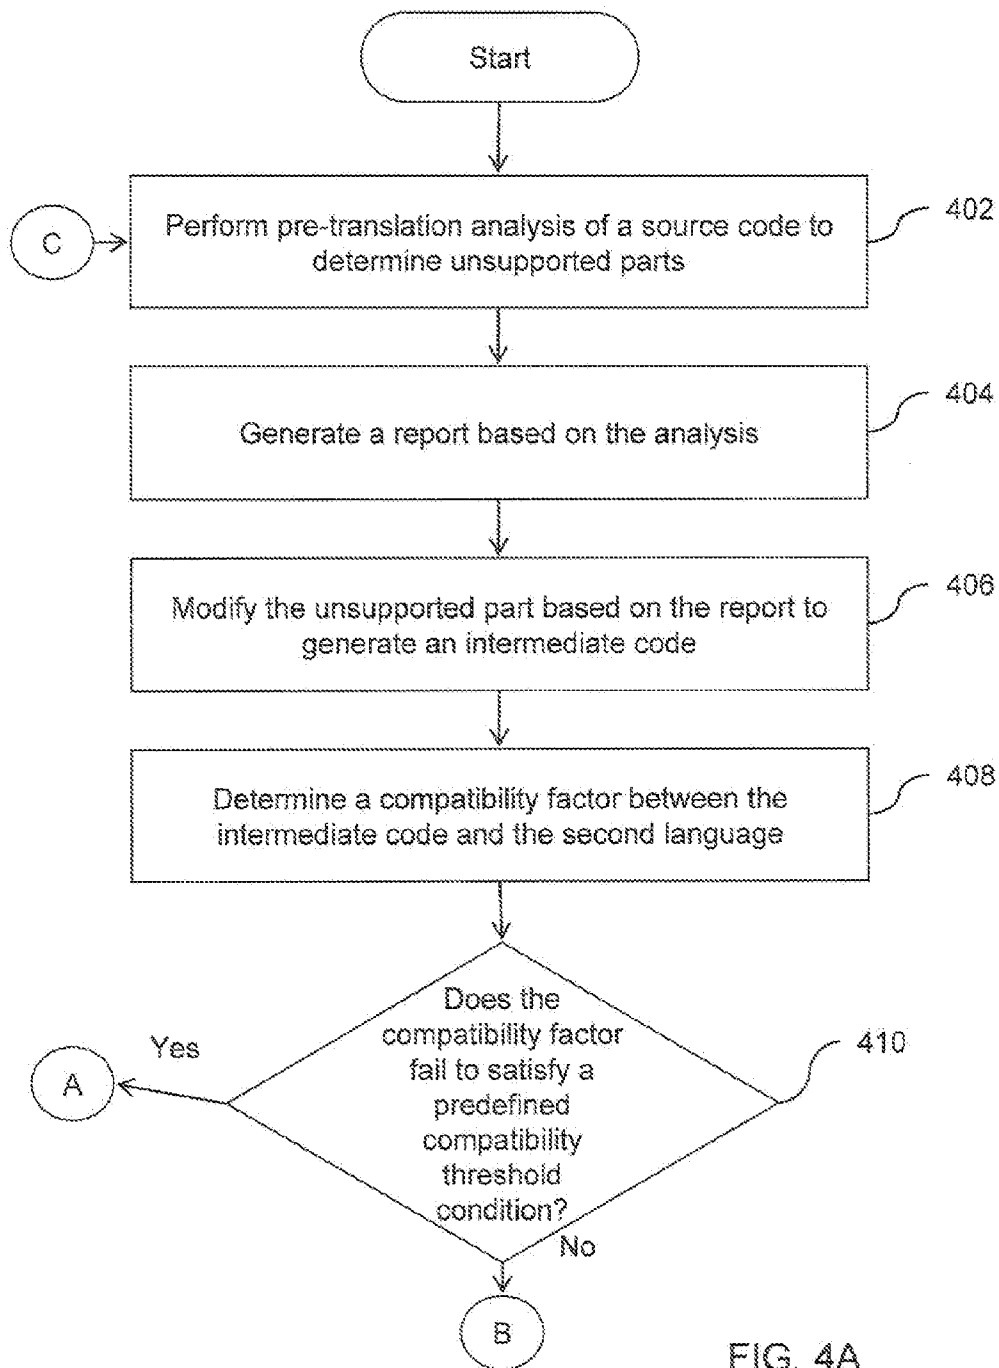 Start
C
Perform pre-translation analysis of a source code to
determine unsupported parts
402
Generate a report based on the analysis
404
Modify the unsupported part based on the report to
generate an intermediate code
406
Determine a compatibility factor between the
intermediate code and the second language
408
Does the
compatibility factor
fail to satisfy a
predefined
compatibility
threshold
condition?
410
Yes
A
No
B
FIG. 4A